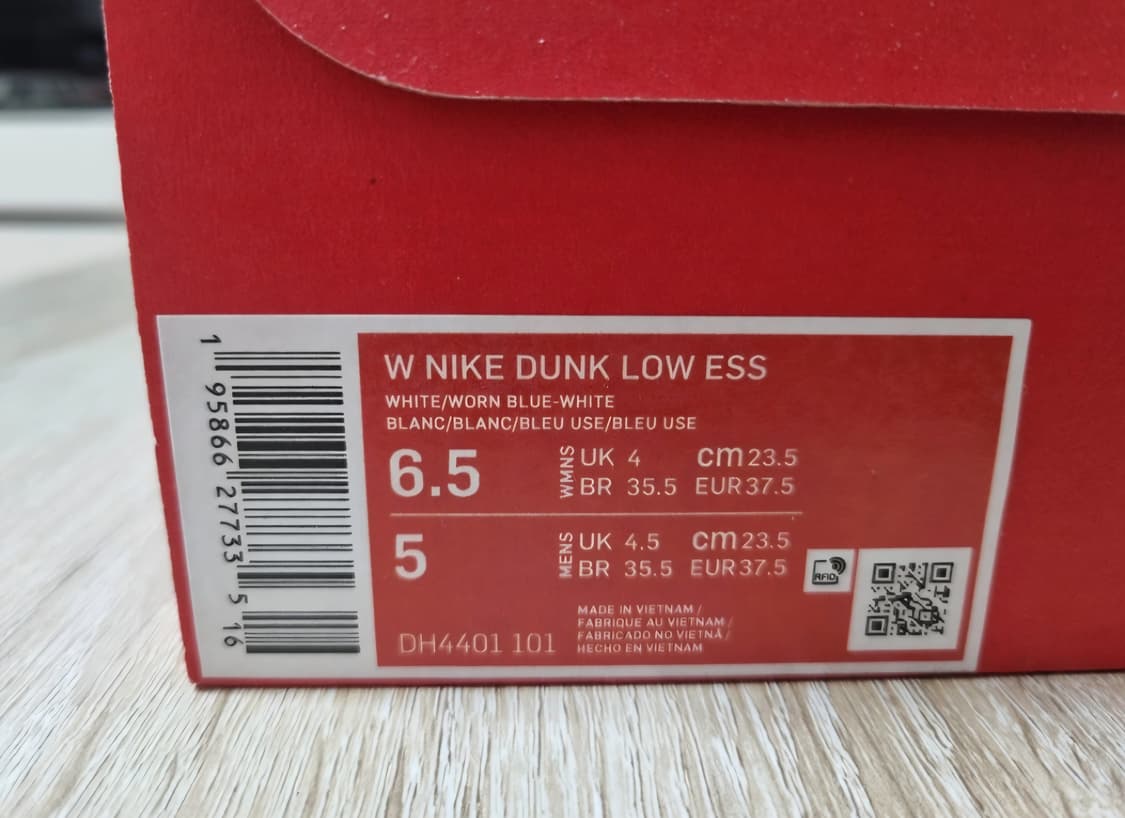 W NIKE DUNK LOW ESS
WHITE/WORN BLUE-WHITE
BLANC/BLANC/BLEU USE/BLEU USE
6.5 WMNS UK 4 cm 23.5
BR 35.5 EUR 37.5
5 MENS UK 4.5 cm 23.5
BR 35.5 EUR 37.5
MADE IN VIETNAM /
FABRIQUE AU VIETNAM /
FABRICADO NO VIETNÃ /
HECHO EN VIETNAM
DH4401 101
RFID
1 95866 27733 5 16